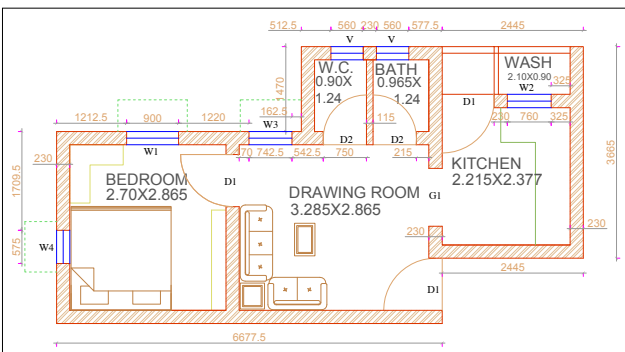 512.5 560 230 560 577.5 2445
V V
W.C.
0.90X
1.24
BATH
0.965X
1.24
WASH
2.10X0.90
325
W2
1470
162.5
W3
115
D1
230 760 325
1212.5 900 1220
D2 D2
W1
70 742.5 542.5 750 215
230
1709.5
BEDROOM
2.70X2.865
D1
DRAWING ROOM
3.285X2.865
G1
KITCHEN
2.215X2.377
3665
575
W4
230
230
2445
D1
6677.5